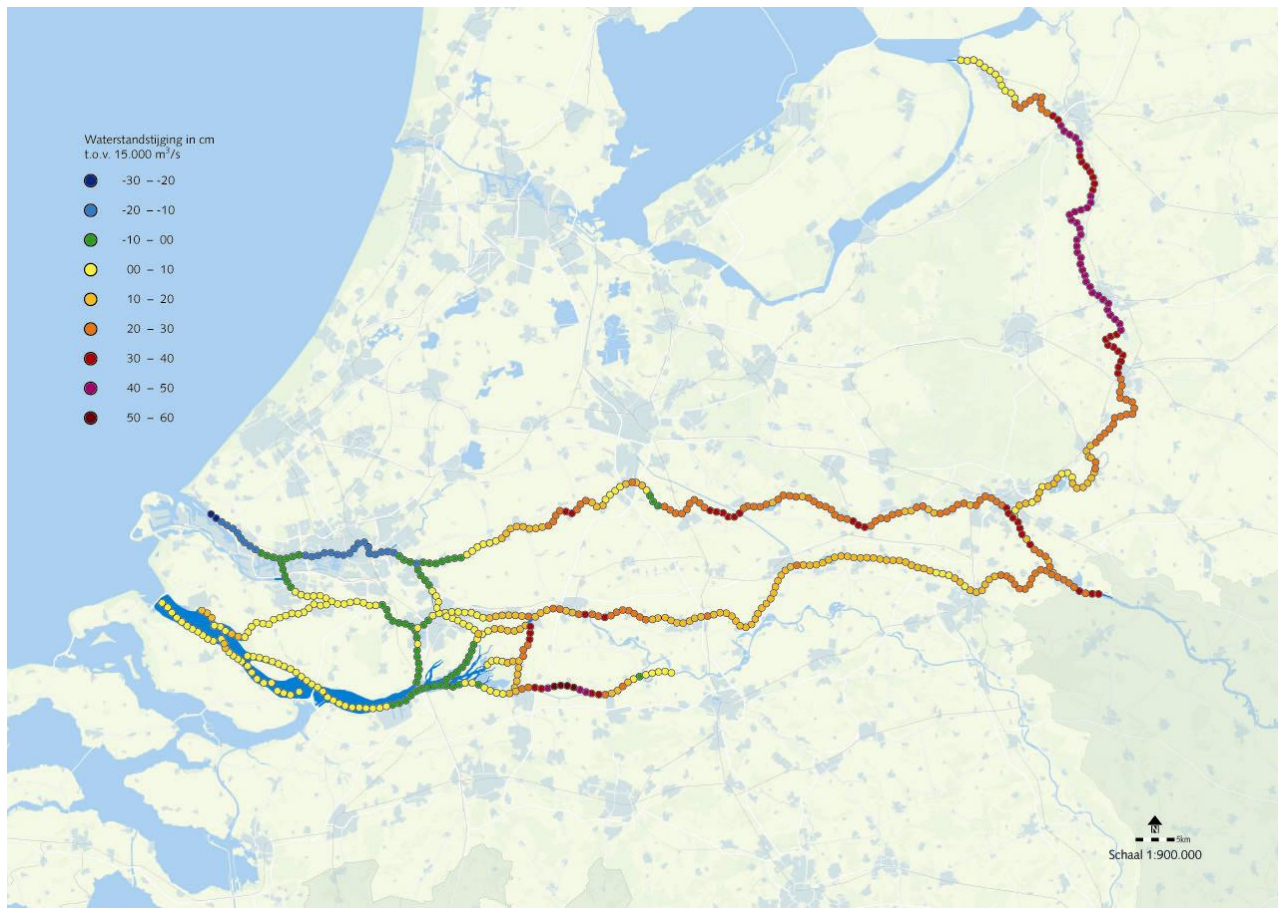 Waterstandstijging in cm
t.o.v. 15.000 m³/s
-30 – -20
-20 – -10
-10 – 00
00 – 10
10 – 20
20 – 30
30 – 40
40 – 50
50 – 60
N
5km
Schaal 1:900.000